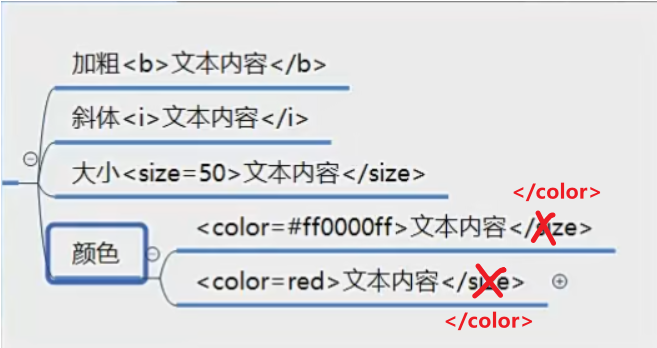 加粗<b>文本内容</b>
斜体<i>文本内容</i>
大小<size=50>文本内容</size>
</color>
<color=#ff0000ff>文本内容</size>
颜色
<color=red>文本内容</size>
</color>